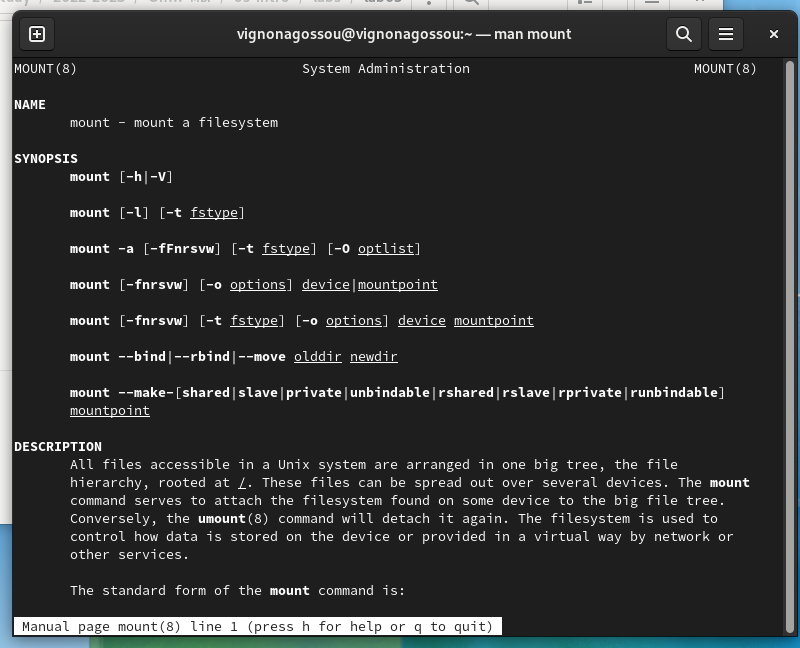 vignonagossou@vignonagossou:~ — man mount
MOUNT(8) System Administration MOUNT(8)
NAME
mount - mount a filesystem
SYNOPSIS
mount [-h|-V]
mount [-l] [-t fstype]
mount -a [-fFnrsvw] [-t fstype] [-O optlist]
mount [-fnrsvw] [-o options] device|mountpoint
mount [-fnrsvw] [-t fstype] [-o options] device mountpoint
mount --bind|--rbind|--move olddir newdir
mount --make-[shared|slave|private|unbindable|rshared|rslave|rprivate|runbindable]
mountpoint
DESCRIPTION
All files accessible in a Unix system are arranged in one big tree, the file
hierarchy, rooted at /. These files can be spread out over several devices. The mount
command serves to attach the filesystem found on some device to the big file tree.
Conversely, the umount(8) command will detach it again. The filesystem is used to
control how data is stored on the device or provided in a virtual way by network or
other services.
The standard form of the mount command is:
Manual page mount(8) line 1 (press h for help or q to quit)